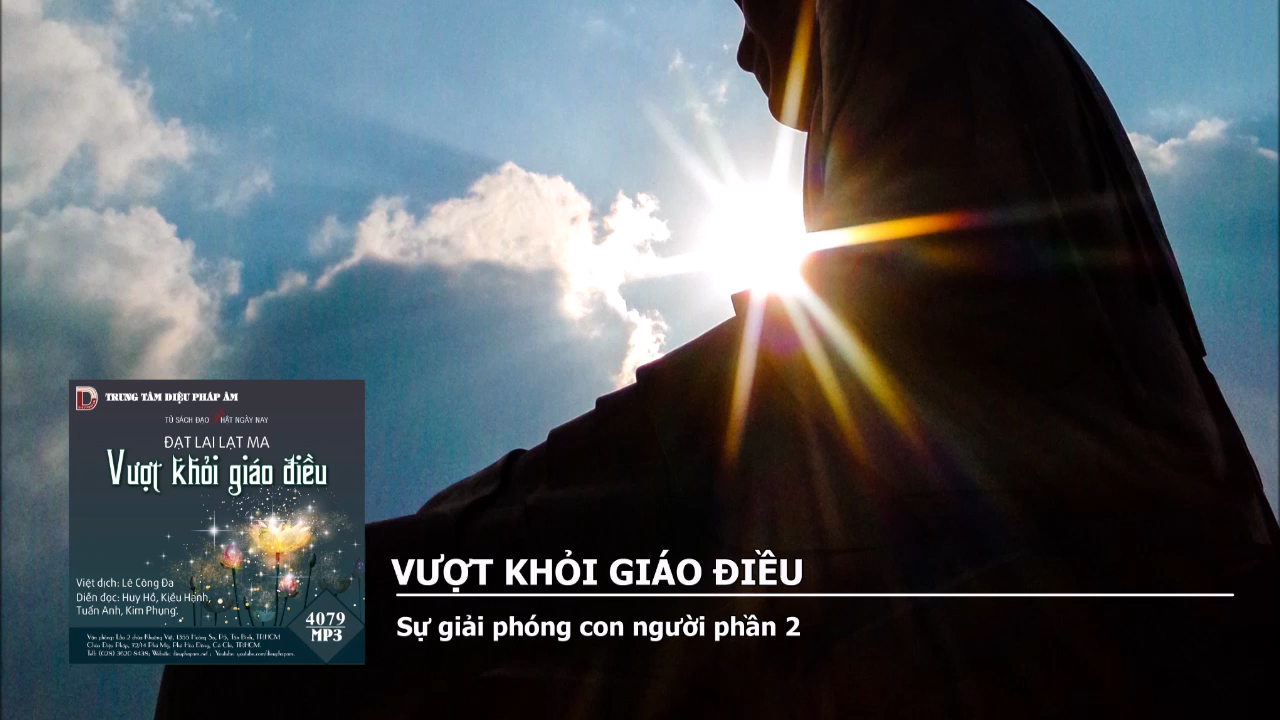 TRUNG TÂM DIỆU PHÁP ÂM
TỦ SÁCH ĐẠO PHẬT NGÀY NAY
ĐẠT LAI LẠT MA
Vượt khỏi giáo điều
Việt dịch: Lê Công Đa
Diễn đọc: Huy Hồ, Kiều Hạnh,
Tuấn Anh, Kim Phụng.
4079
MP3
VƯỢT KHỎI GIÁO ĐIỀU
Sự giải phóng con người phần 2